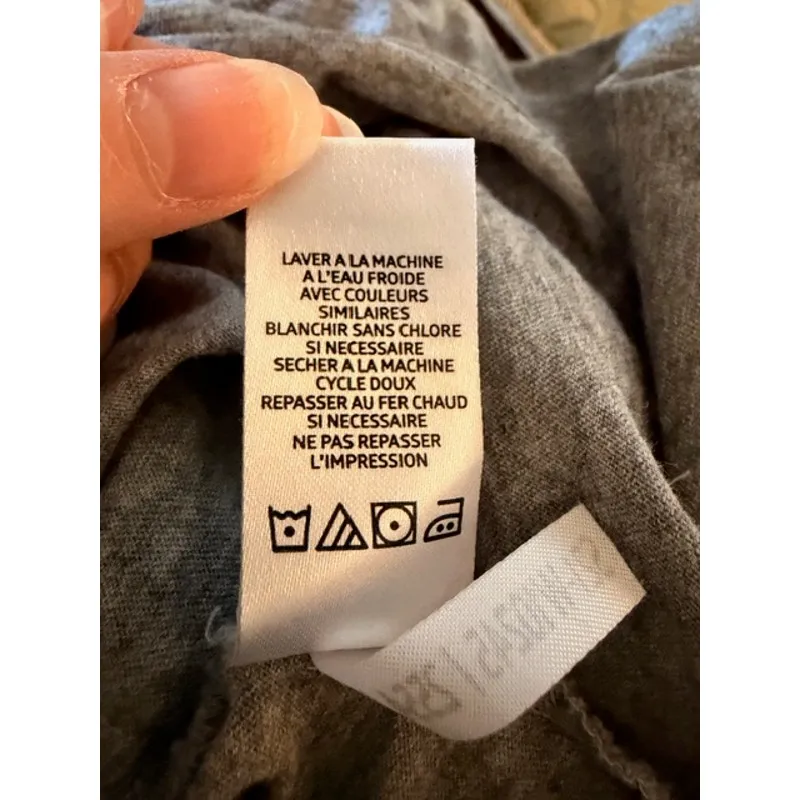 LAVER A LA MACHINE
A L'EAU FROIDE
AVEC COULEURS
SIMILAIRES
BLANCHIR SANS CHLORE
SI NECESSAIRE
SECHER A LA MACHINE
CYCLE DOUX
REPASSER AU FER CHAUD
SI NECESSAIRE
NE PAS REPASSER
L'IMPRESSION